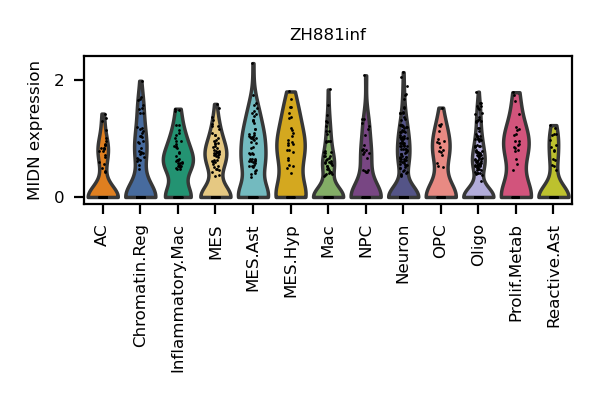 ZH881inf
MIDN expression
2
0
AC
Chromatin.Reg
Inflammatory.Mac
MES
MES.Ast
MES.Hyp
Mac
NPC
Neuron
OPC
Oligo
Prolif.Metab
Reactive.Ast